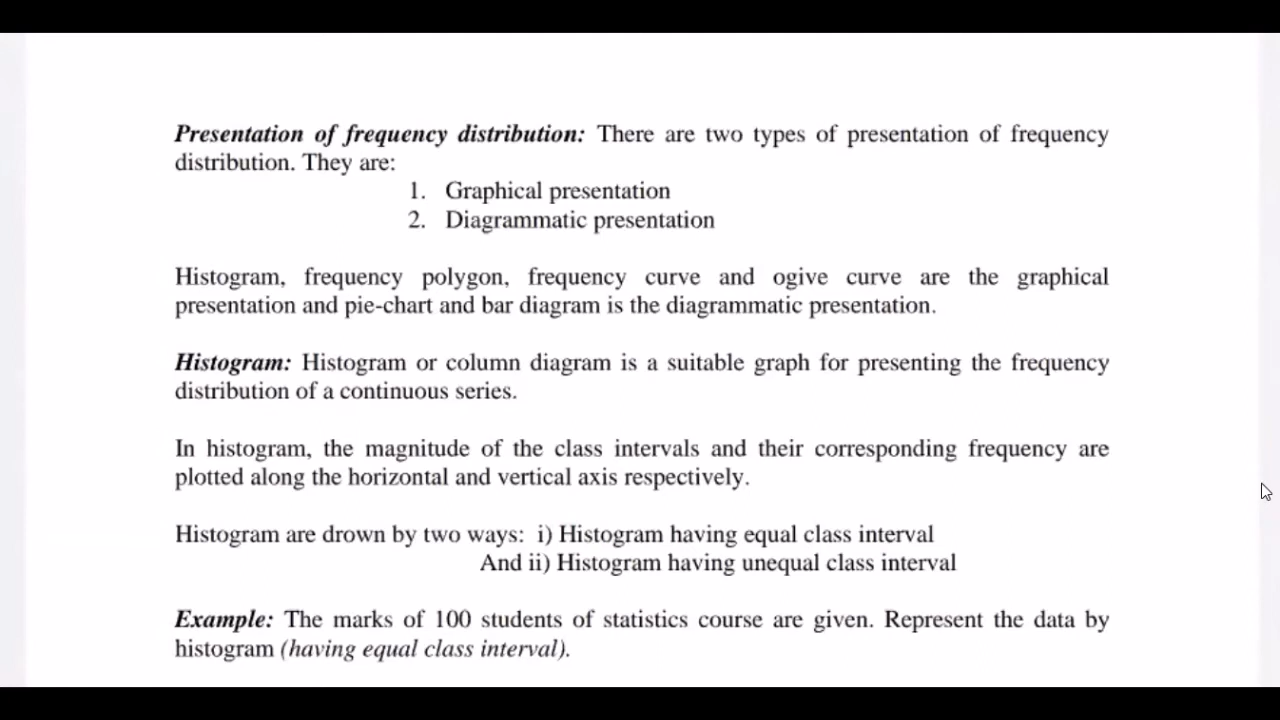 Presentation of frequency distribution: There are two types of presentation of frequency
distribution. They are:
1. Graphical presentation
2. Diagrammatic presentation
Histogram, frequency polygon, frequency curve and ogive curve are the graphical
presentation and pie-chart and bar diagram is the diagrammatic presentation.
Histogram: Histogram or column diagram is a suitable graph for presenting the frequency
distribution of a continuous series.
In histogram, the magnitude of the class intervals and their corresponding frequency are
plotted along the horizontal and vertical axis respectively.
Histogram are drown by two ways: i) Histogram having equal class interval
And ii) Histogram having unequal class interval
Example: The marks of 100 students of statistics course are given. Represent the data by
histogram (having equal class interval).